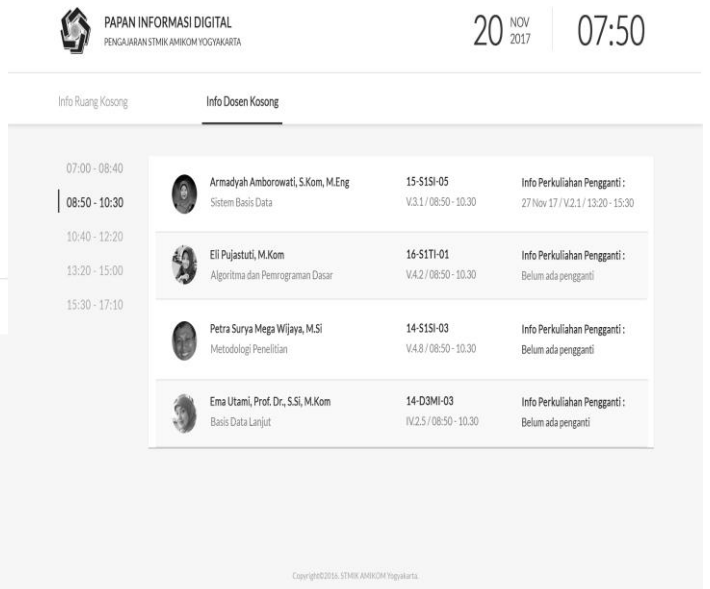 PAPAN INFORMASI DIGITAL
PENGAJARAN STMIK AMIKOM YOGYAKARTA
20 NOV 2017
07:50
Info Ruang Kosong
Info Dosen Kosong
07:00 - 08:40
08:50 - 10:30
10:40 - 12:20
13:20 - 15:00
15:30 - 17:10
Armadyah Amborowati, S.Kom, M.Eng
Sistem Basis Data
15-S1SI-05
V.3.1 / 08:50 - 10.30
Info Perkuliahan Pengganti :
27 Nov 17 / V.2.1 / 13:20 - 15:30
Eli Pujastuti, M.Kom
Algoritma dan Pemrograman Dasar
16-S1TI-01
V.4.2 / 08:50 - 10.30
Info Perkuliahan Pengganti :
Belum ada pengganti
Petra Surya Mega Wijaya, M.Si
Metodologi Penelitian
14-S1SI-03
V.4.8 / 08:50 - 10.30
Info Perkuliahan Pengganti :
Belum ada pengganti
Ema Utami, Prof. Dr., S.Si, M.Kom
Basis Data Lanjut
14-D3MI-03
IV.2.5 / 08:50 - 10.30
Info Perkuliahan Pengganti :
Belum ada penganti
Copyright©2016. STMIK AMIKOM Yogyakarta.